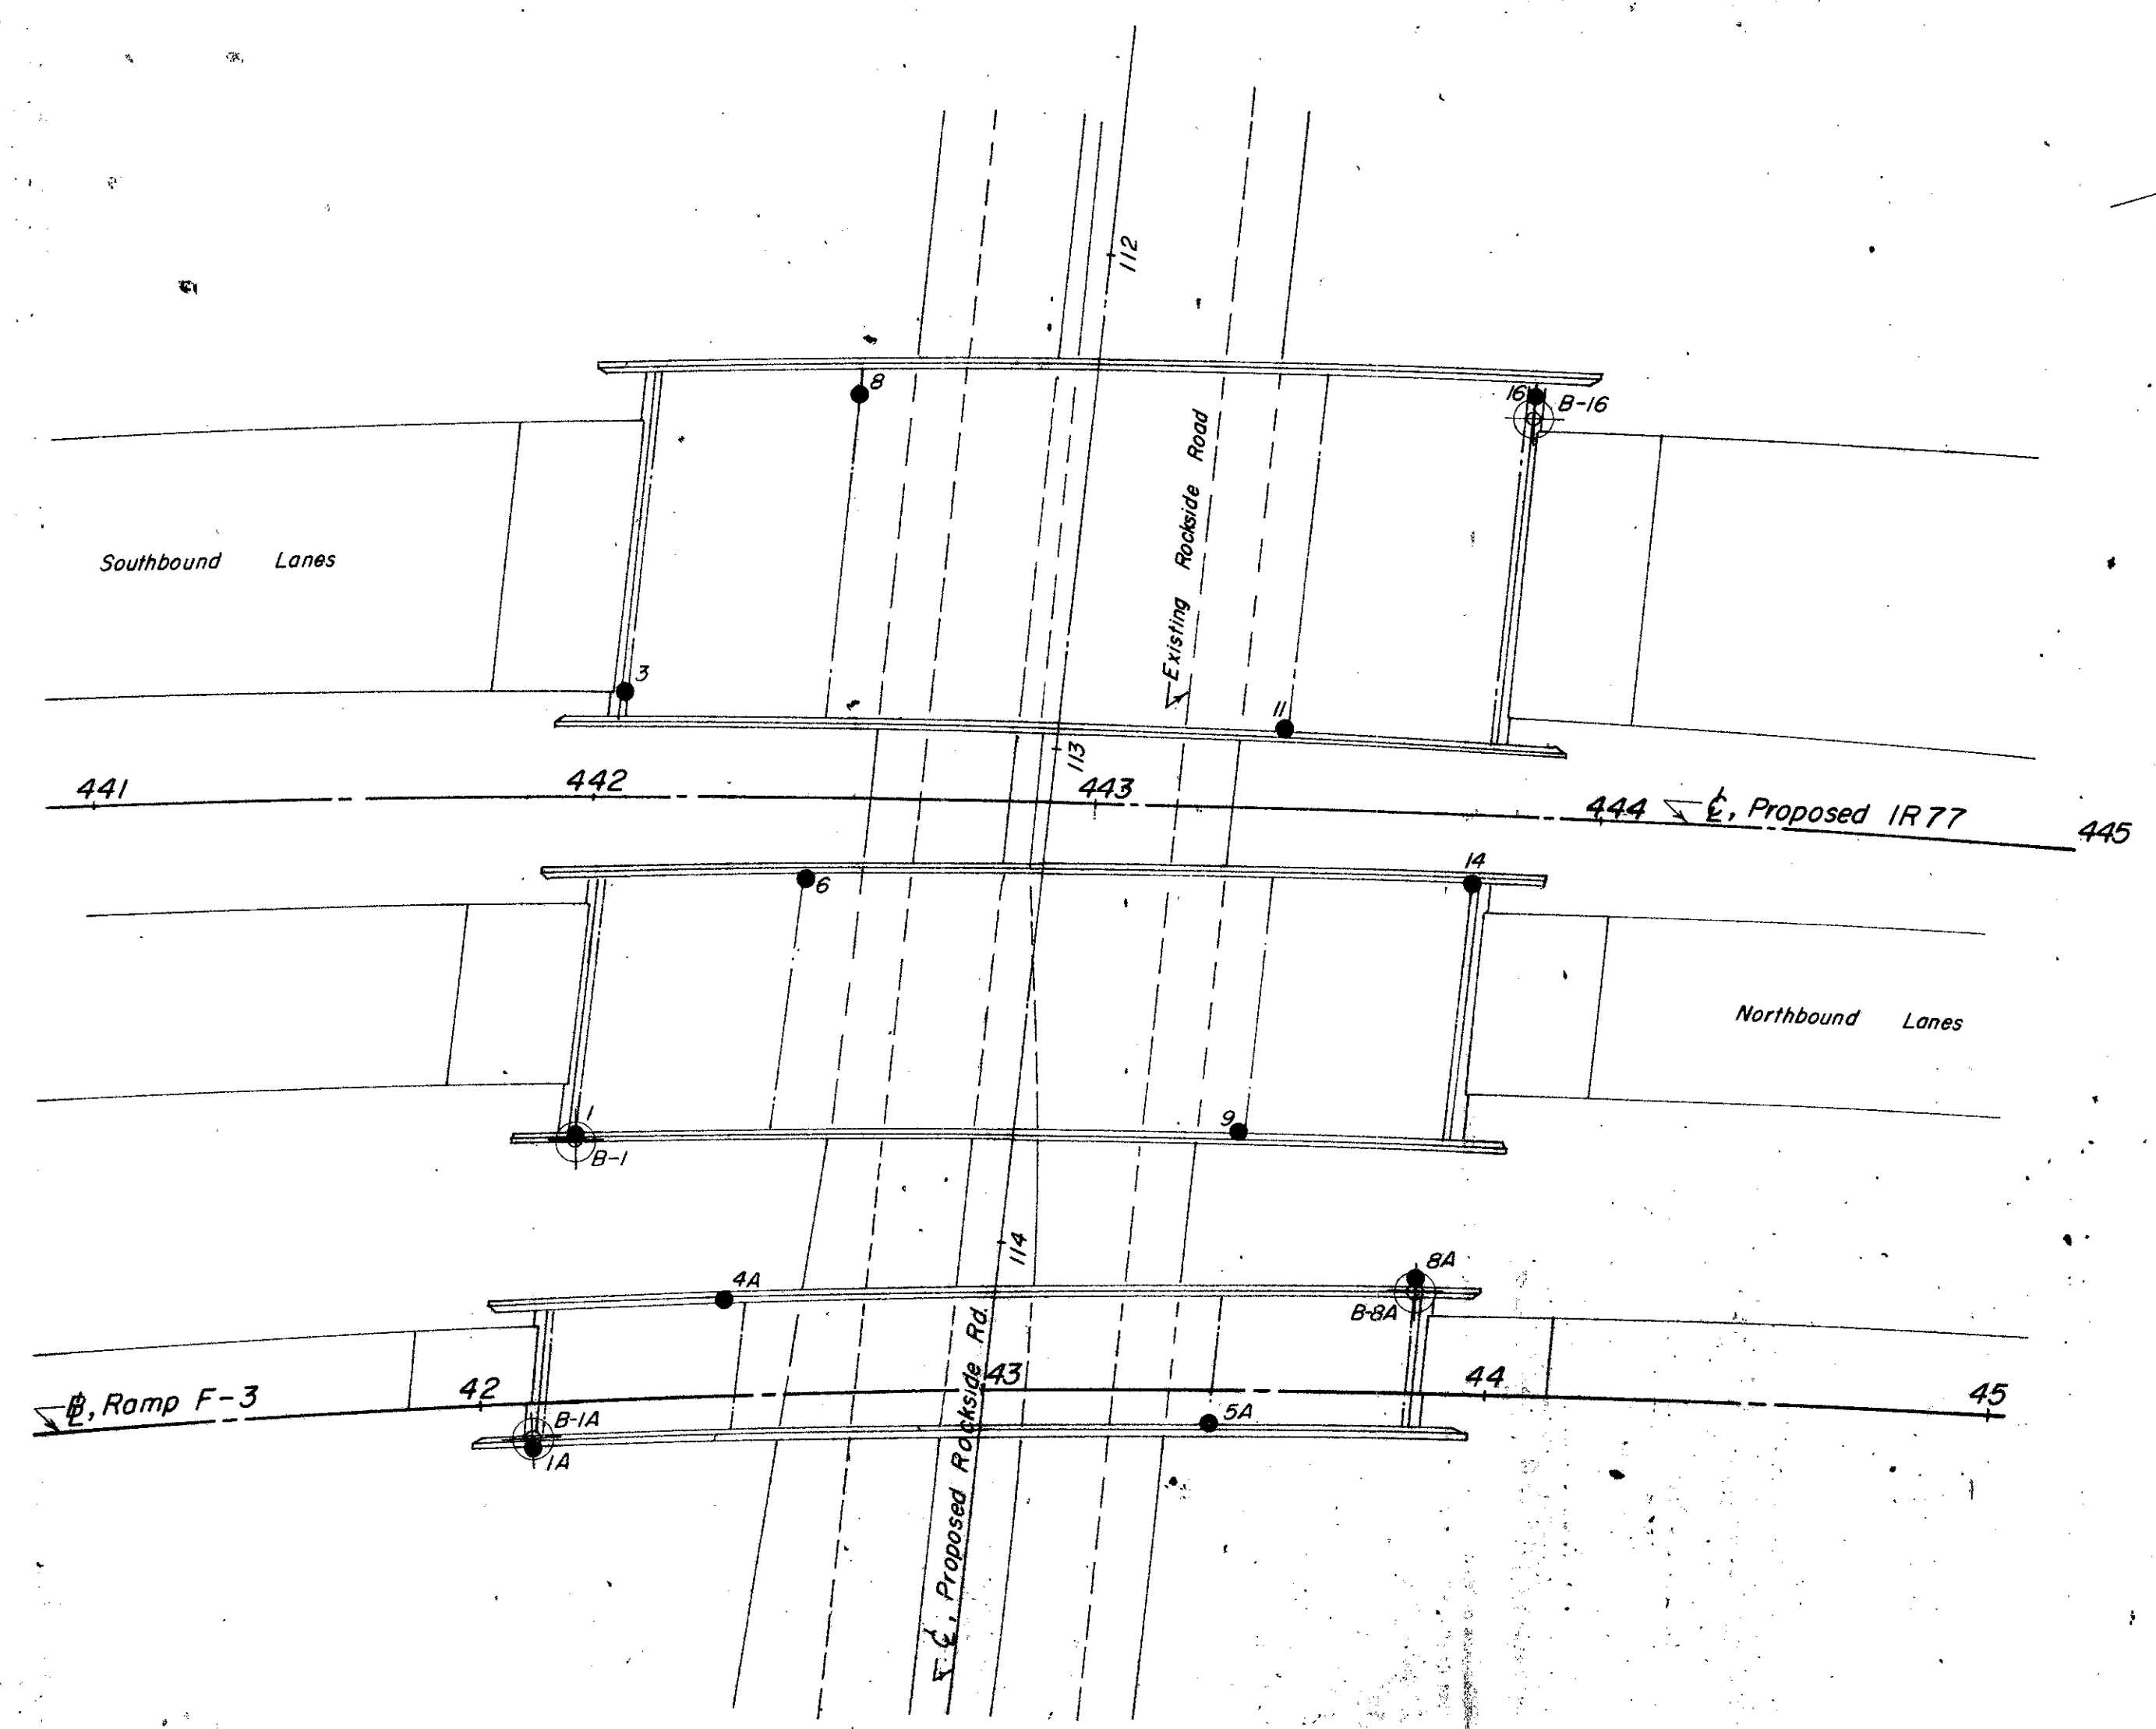 112
8
16
B-16
Existing Rockside Road
Southbound Lanes
3
11
113
441
442
443
444
℄, Proposed IR77
445
6
14
Northbound Lanes
1
B-1
9
114
4A
8A
B-8A
℄, Proposed Rockside Rd.
43
42
44
45
B, Ramp F-3
B-1A
5A
1A